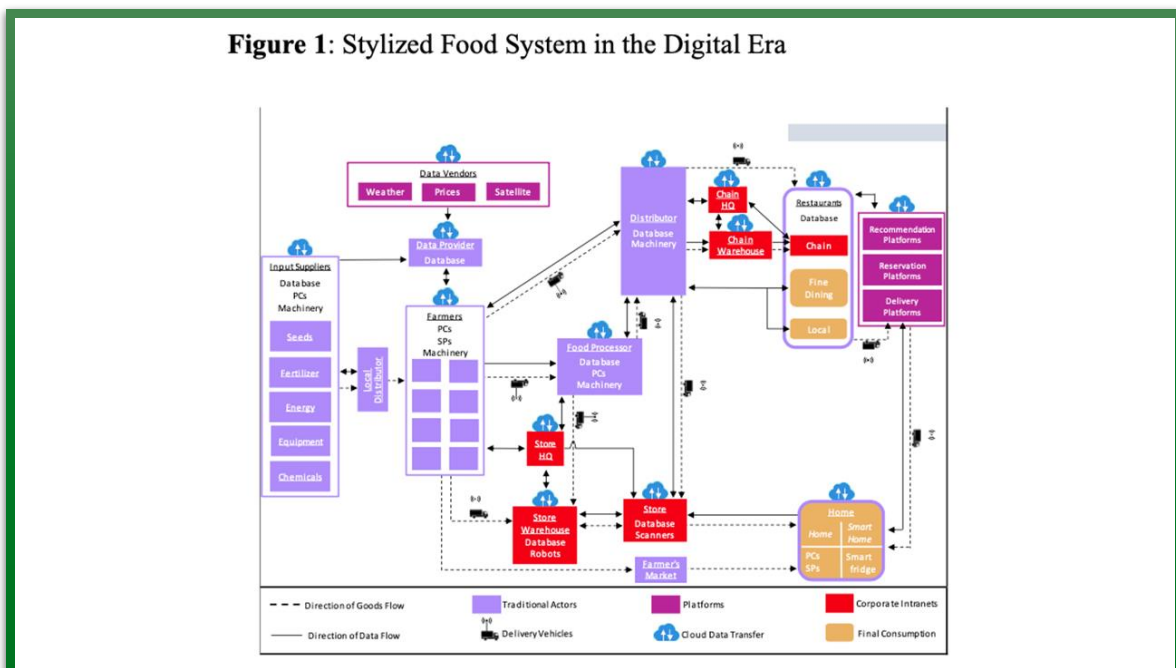 Figure 1: Stylized Food System in the Digital Era
Data Vendors
Weather
Prices
Satellite
Data Provider
Database
Input Suppliers
Database
PCs
Machinery
Seeds
Fertilizer
Energy
Equipment
Chemicals
Local
Distributor
Farmers
PCs
SPs
Machinery
Food Processor
Database
PCs
Machinery
Distributor
Database
Machinery
Chain
HQ
Chain
Warehouse
Restaurants
Database
Chain
Fine
Dining
Local
Recommendation
Platforms
Reservation
Platforms
Delivery
Platforms
Store
HQ
Store
Warehouse
Database
Robots
Store
Database
Scanners
Farmer's
Market
Home
Home
Smart
Home
PCs
SPs
Smart
fridge
Direction of Goods Flow
Traditional Actors
Platforms
Corporate Intranets
Direction of Data Flow
Delivery Vehicles
Cloud Data Transfer
Final Consumption